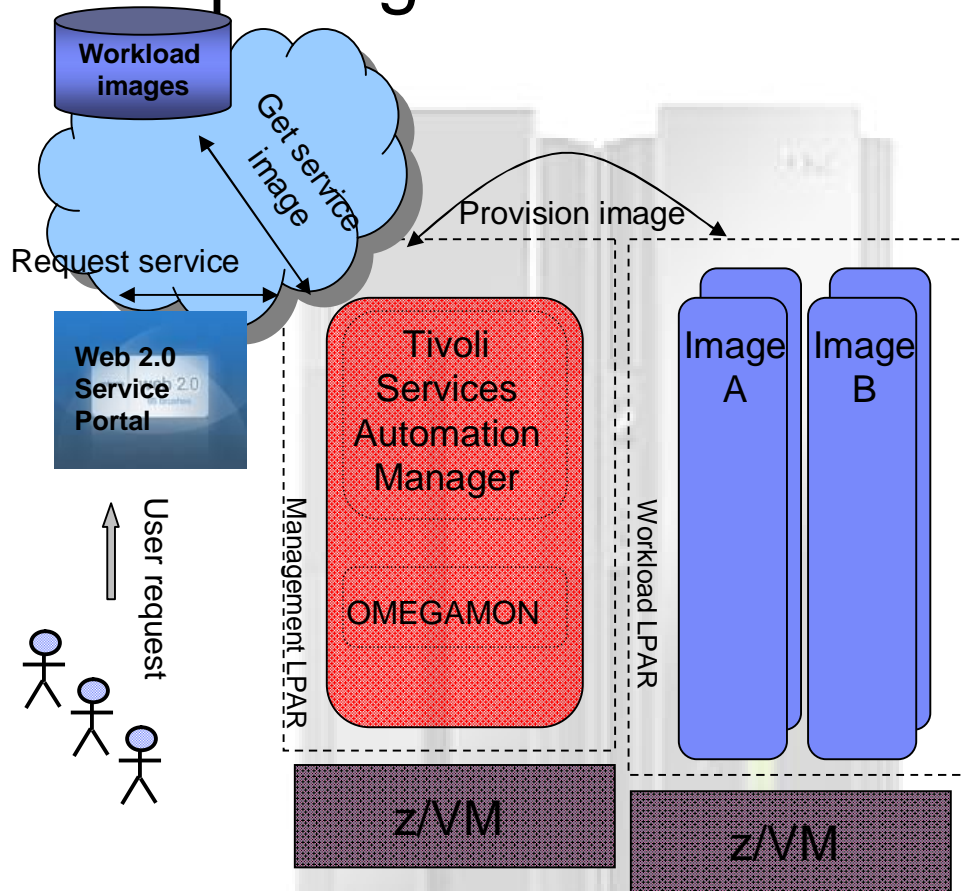 Workload
images
Get service
image
Provision image
Request service
Web 2.0
Service
Portal
Tivoli
Services
Automation
Manager
OMEGAMON
Image
A
Image
B
User request
Management LPAR
Workload LPAR
z/VM
z/VM